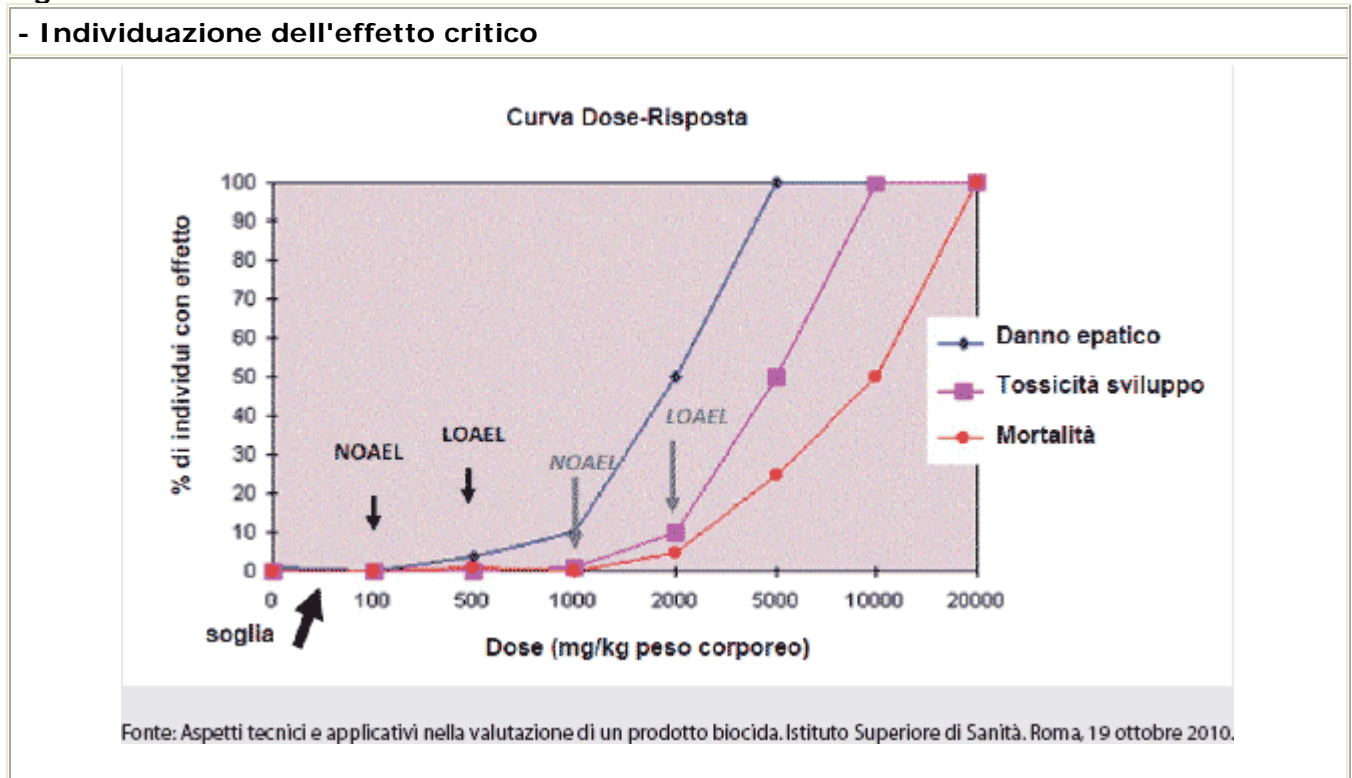 - Individuazione dell'effetto critico
Curva Dose-Risposta
% di individui con effetto
100
90
80
70
60
50
40
30
20
10
0
NOAEL
LOAEL
NOAEL
LOAEL
Danno epatico
Tossicità sviluppo
Mortalità
0 100 500 1000 2000 5000 10000 20000
soglia
Dose (mg/kg peso corporeo)
Fonte: Aspetti tecnici e applicativi nella valutazione di un prodotto biocida. Istituto Superiore di Sanità. Roma, 19 ottobre 2010.